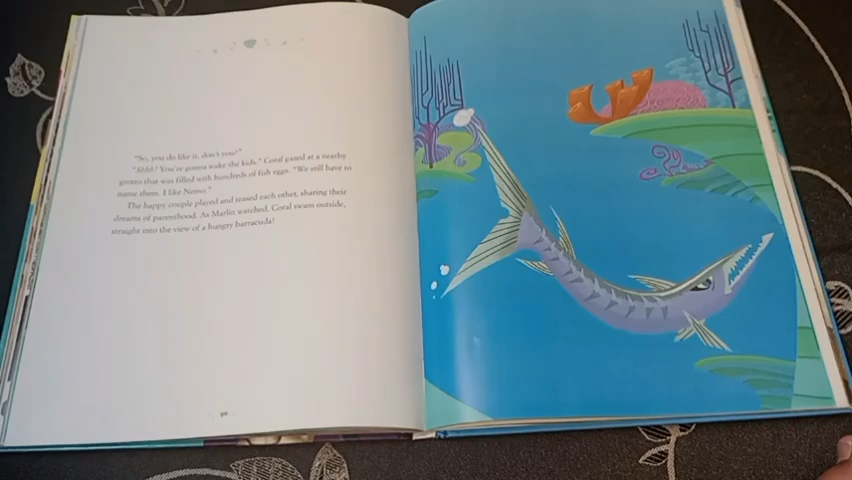 "So, you do like it, don't you?"
"Shhh! You're gonna wake the kids." Coral gazed at a nearby
grotto that was filled with hundreds of fish eggs. "We still have to
name them. I like Nemo."
The happy couple played and teased each other, sharing their
dreams of parenthood. As Marlin watched, Coral swam outside,
straight into the view of a hungry barracuda!